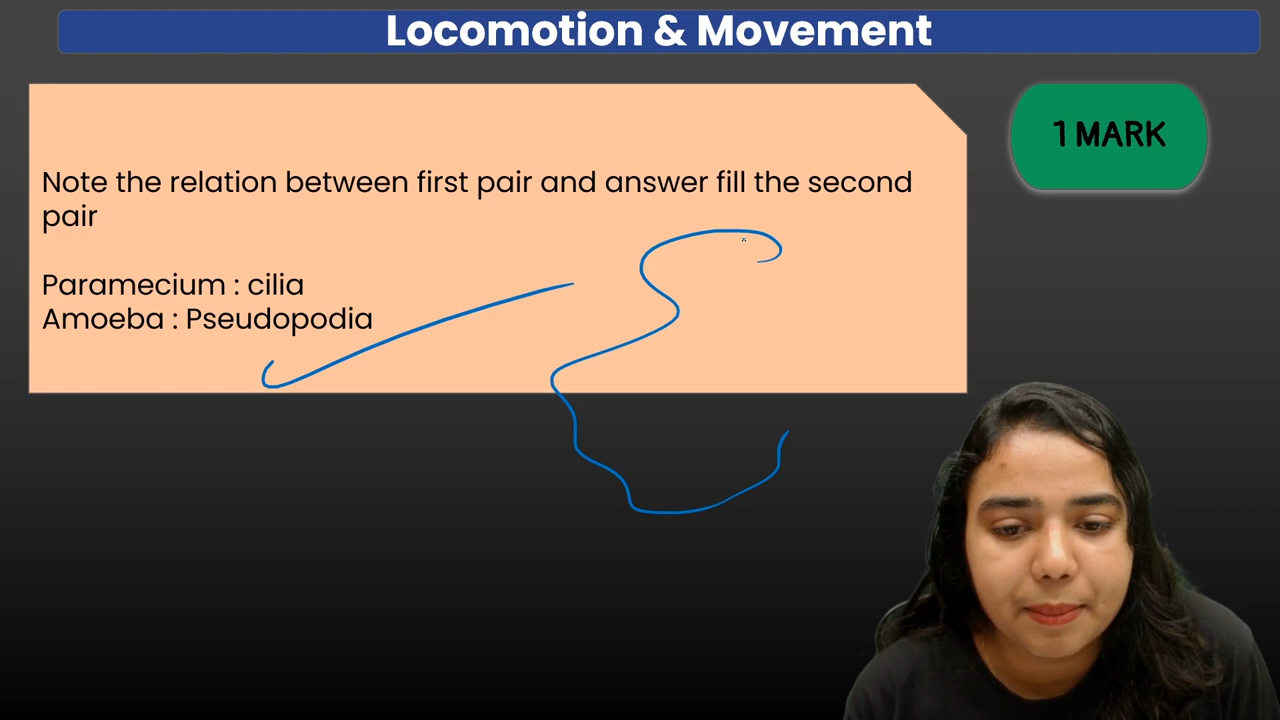 Locomotion & Movement
1 MARK
Note the relation between first pair and answer fill the second
pair
Paramecium : cilia
Amoeba : Pseudopodia